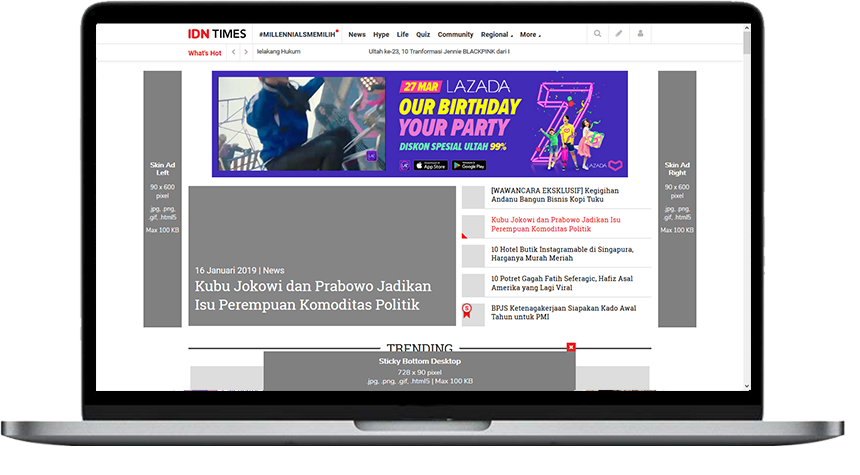 IDN TIMES
#MILLENNIALSMEMILIH
News Hype Life Quiz Community Regional More
What's Hot
lelakang Hukum
Ultah ke-23, 10 Tranformasi Jennie BLACKPINK dari I
Skin Ad
Left
90 x 600
pixel
.jpg, .png,
.gif, .html5
Max 100 KB
27 MAR LAZADA
OUR BIRTHDAY
YOUR PARTY
DISKON SPESIAL ULTAH 99%
App Store
Google Play
7
LAZADA
Skin Ad
Right
90 x 600
pixel
.jpg, .png,
.gif, .html5
Max 100 KB
16 Januari 2019 | News
Kubu Jokowi dan Prabowo Jadikan
Isu Perempuan Komoditas Politik
[WAWANCARA EKSKLUSIF] Kegigihan
Andanu Bangun Bisnis Kopi Tuku
Kubu Jokowi dan Prabowo Jadikan Isu
Perempuan Komoditas Politik
10 Hotel Butik Instagramable di Singapura,
Harganya Murah Meriah
10 Potret Gagah Fatih Seferagic, Hafiz Asal
Amerika yang Lagi Viral
BPJS Ketenagakerjaan Siapakan Kado Awal
Tahun untuk PMI
TRENDING
Sticky Bottom Desktop
728 x 90 pixel
.jpg, .png, .gif, .html5 | Max 100 KB